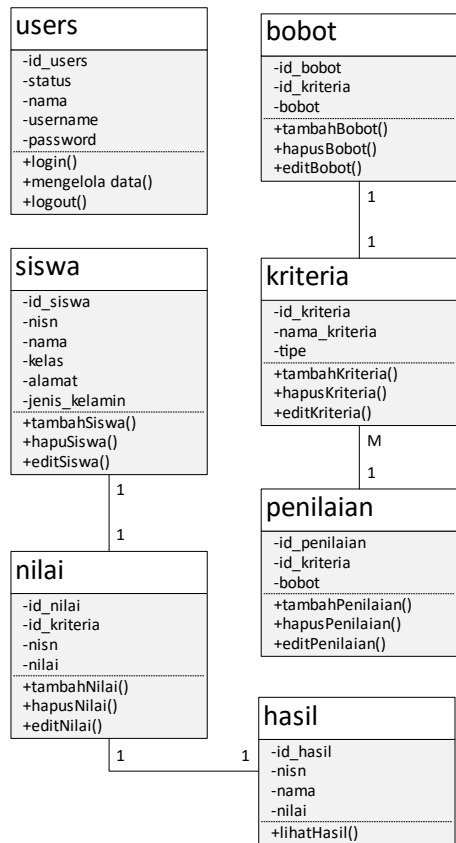 users
-id_users
-status
-nama
-username
-password
+login()
+mengelola data()
+logout()
siswa
-id_siswa
-nisn
-nama
-kelas
-alamat
-jenis_kelamin
+tambahSiswa()
+hapuSiswa()
+editSiswa()
1
1
nilai
-id_nilai
-id_kriteria
-nisn
-nilai
+tambahNilai()
+hapusNilai()
+editNilai()
1
1
bobot
-id_bobot
-id_kriteria
-bobot
+tambahBobot()
+hapusBobot()
+editBobot()
1
1
kriteria
-id_kriteria
-nama_kriteria
-tipe
+tambahKriteria()
+hapusKriteria()
+editKriteria()
M
1
penilaian
-id_penilaian
-id_kriteria
-bobot
+tambahPenilaian()
+hapusPenilaian()
+editPenilaian()
hasil
-id_hasil
-nisn
-nama
-nilai
+lihatHasil()